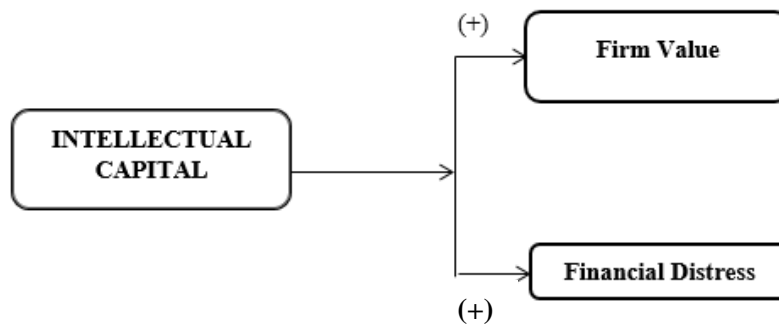 (+)
Firm Value
INTELLECTUAL
CAPITAL
Financial Distress
(+)